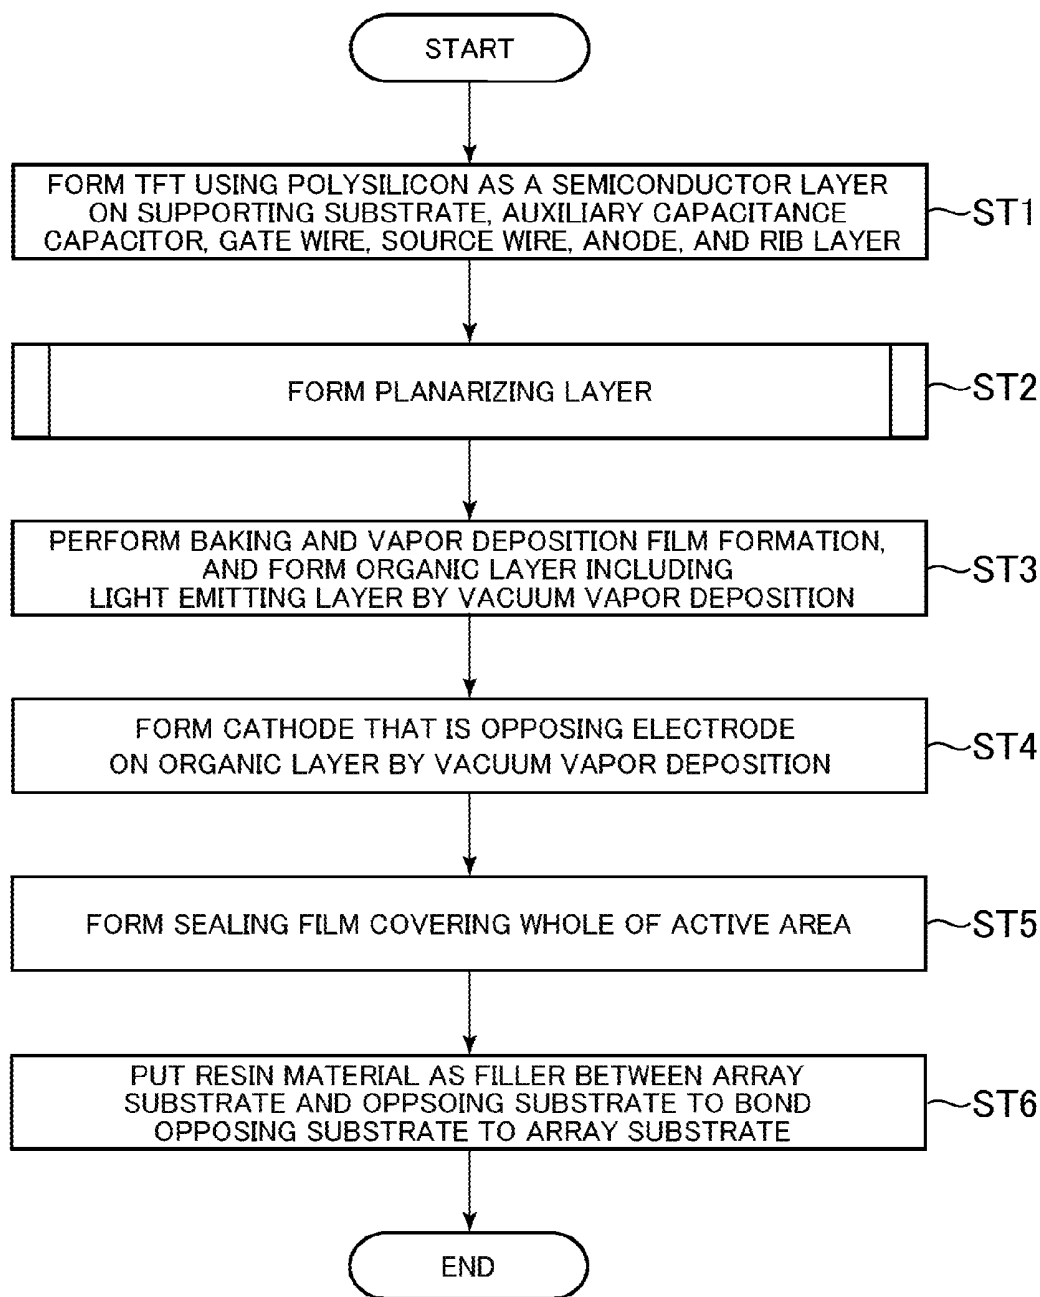 START
FORM TFT USING POLYSILICON AS A SEMICONDUCTOR LAYER
ON SUPPORTING SUBSTRATE, AUXILIARY CAPACITANCE
CAPACITOR, GATE WIRE, SOURCE WIRE, ANODE, AND RIB LAYER
ST1
FORM PLANARIZING LAYER
ST2
PERFORM BAKING AND VAPOR DEPOSITION FILM FORMATION,
AND FORM ORGANIC LAYER INCLUDING
LIGHT EMITTING LAYER BY VACUUM VAPOR DEPOSITION
ST3
FORM CATHODE THAT IS OPPOSING ELECTRODE
ON ORGANIC LAYER BY VACUUM VAPOR DEPOSITION
ST4
FORM SEALING FILM COVERING WHOLE OF ACTIVE AREA
ST5
PUT RESIN MATERIAL AS FILLER BETWEEN ARRAY
SUBSTRATE AND OPPSOING SUBSTRATE TO BOND
OPPOSING SUBSTRATE TO ARRAY SUBSTRATE
ST6
END